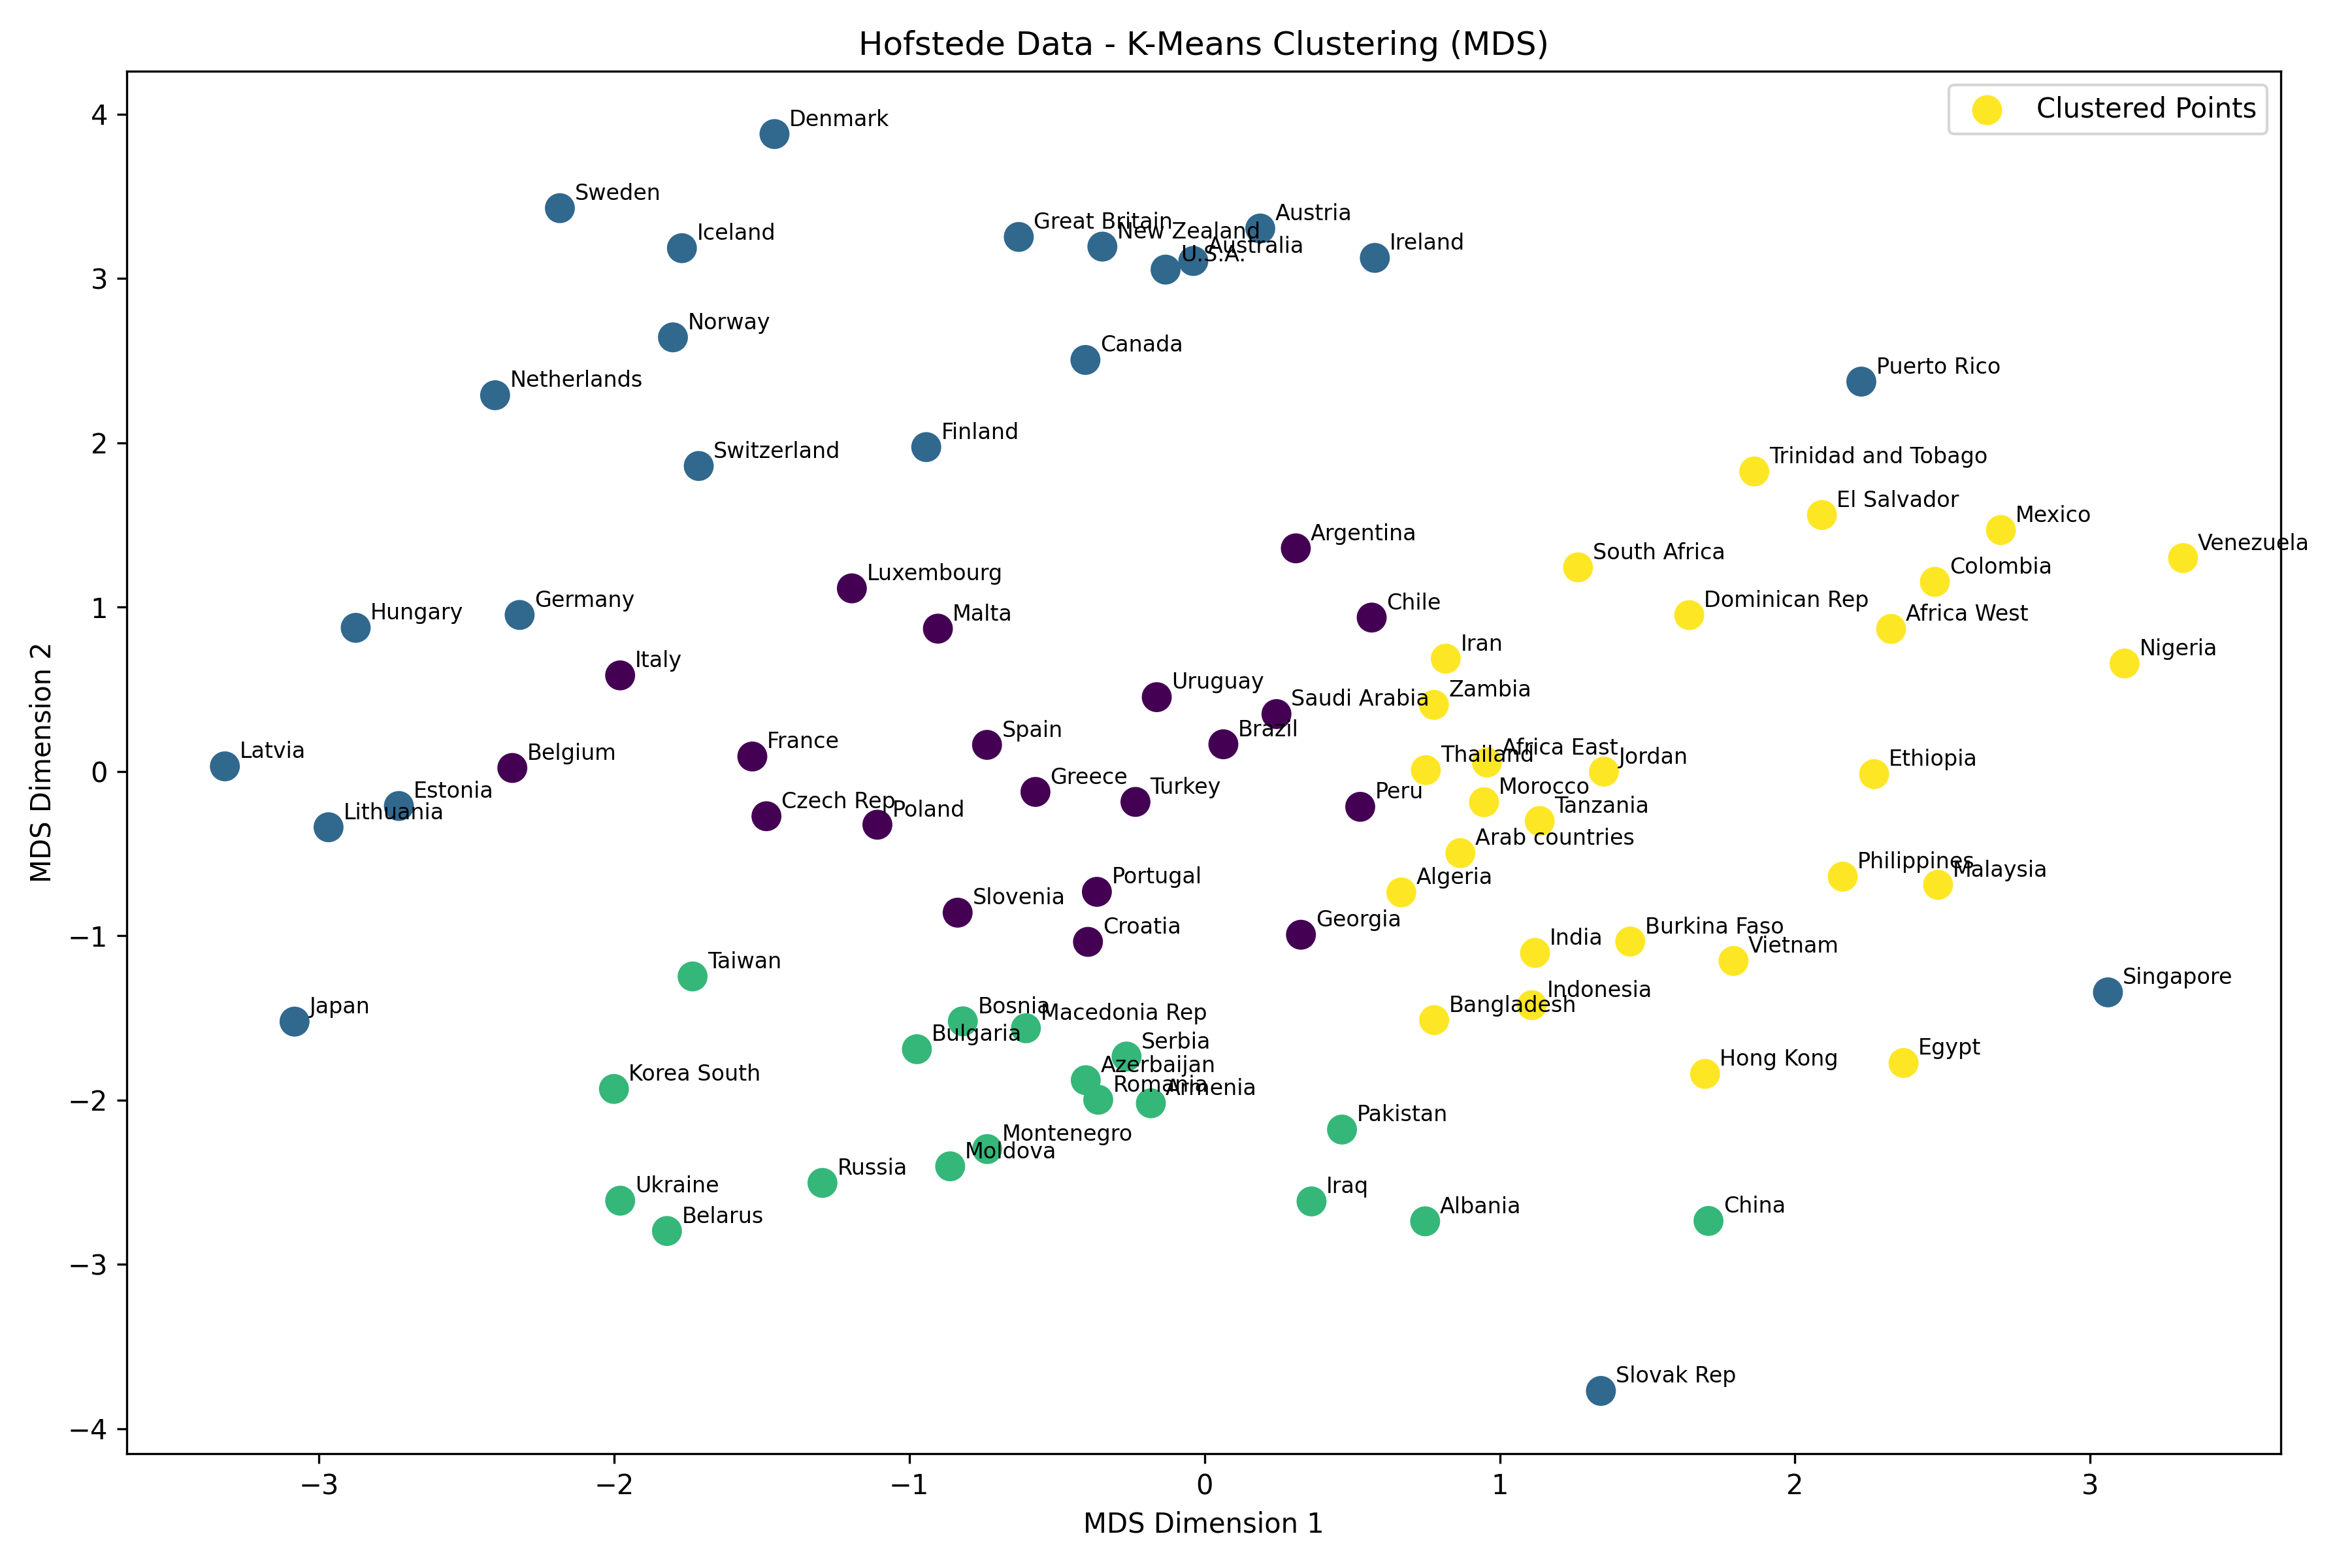 Hofstede Data - K-Means Clustering (MDS)
Clustered Points
Denmark
Sweden
Iceland
Great Britain
New Zealand
Austria
Australia
U.S.A.
Ireland
Norway
Canada
Netherlands
Puerto Rico
Finland
Switzerland
Trinidad and Tobago
El Salvador
Mexico
Argentina
South Africa
Venezuela
Luxembourg
Colombia
Hungary
Germany
Malta
Chile
Dominican Rep
Africa West
Italy
Iran
Nigeria
Uruguay
Saudi Arabia
Zambia
Latvia
Belgium
France
Spain
Brazil
Thailand
Africa East
Jordan
Ethiopia
Estonia
Lithuania
Czech Rep
Poland
Greece
Turkey
Peru
Morocco
Tanzania
Arab countries
Portugal
Algeria
Philippines
Malaysia
Slovenia
Croatia
Georgia
India
Burkina Faso
Vietnam
Taiwan
Singapore
Japan
Bosnia
Macedonia Rep
Bangladesh
Indonesia
Bulgaria
Serbia
Hong Kong
Egypt
Korea South
Azerbaijan
Romania
Armenia
Pakistan
Montenegro
Moldova
Russia
Ukraine
Belarus
Iraq
Albania
China
Slovak Rep
4
3
2
1
0
−1
−2
−3
−4
MDS Dimension 2
−3
−2
−1
0
1
2
3
MDS Dimension 1